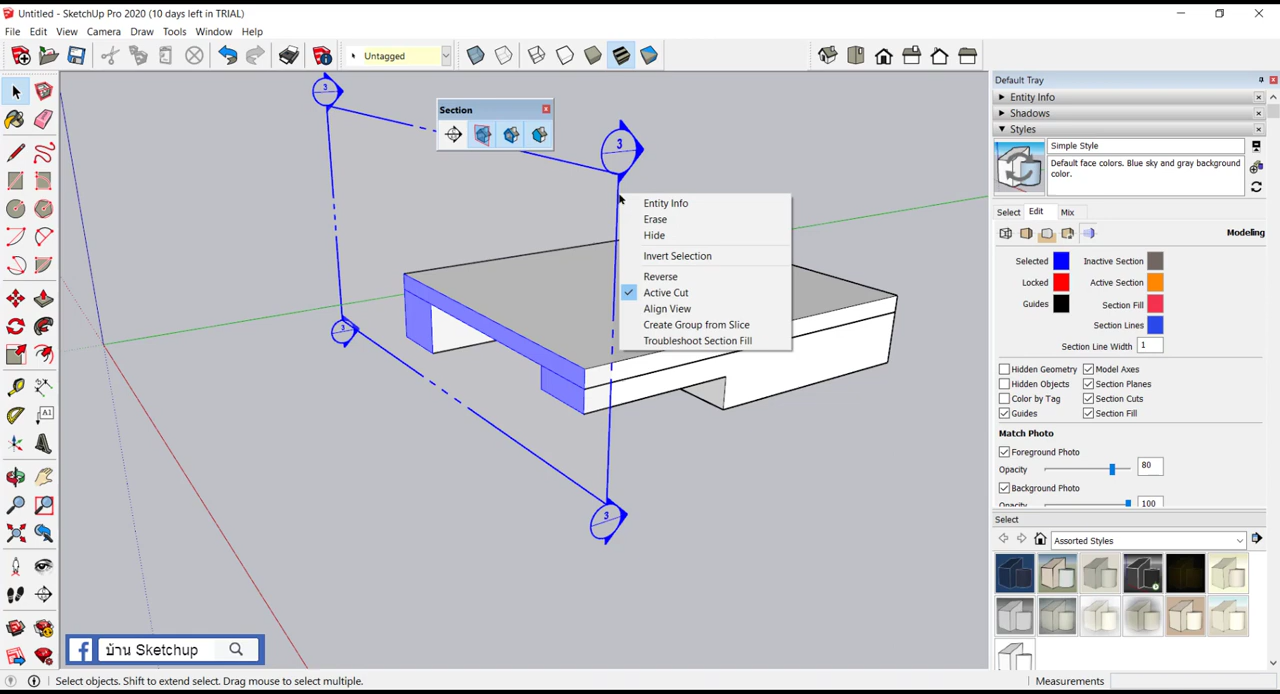 Untitled - SketchUp Pro 2020 (10 days left in TRIAL)
File Edit View Camera Draw Tools Window Help
Untagged
Default Tray
Entity Info
Shadows
Styles
Simple Style
Default face colors. Blue sky and gray background
color.
Select Edit Mix
Modeling
Selected Inactive Section
Locked Active Section
Guides Section Fill
Section Lines
Section Line Width 1
Hidden Geometry Model Axes
Hidden Objects Section Planes
Color by Tag Section Cuts
Guides Section Fill
Match Photo
Foreground Photo
Opacity 80
Background Photo
Opacity 100
Select
Assorted Styles
Section
3
3
3
3
Entity Info
Erase
Hide
Invert Selection
Reverse
Active Cut
Align View
Create Group from Slice
Troubleshoot Section Fill
A1
f บ้าน Sketchup
Select objects. Shift to extend select. Drag mouse to select multiple.
Measurements